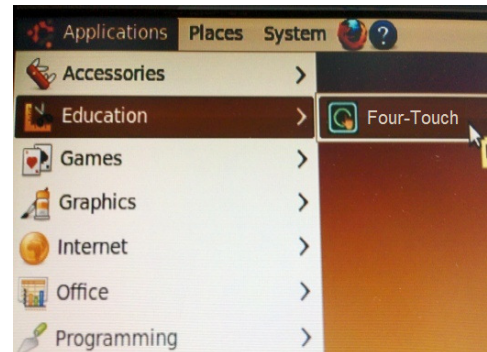 Applications Places System ?
Accessories
Education
Four-Touch
Games
Graphics
Internet
Office
Programming